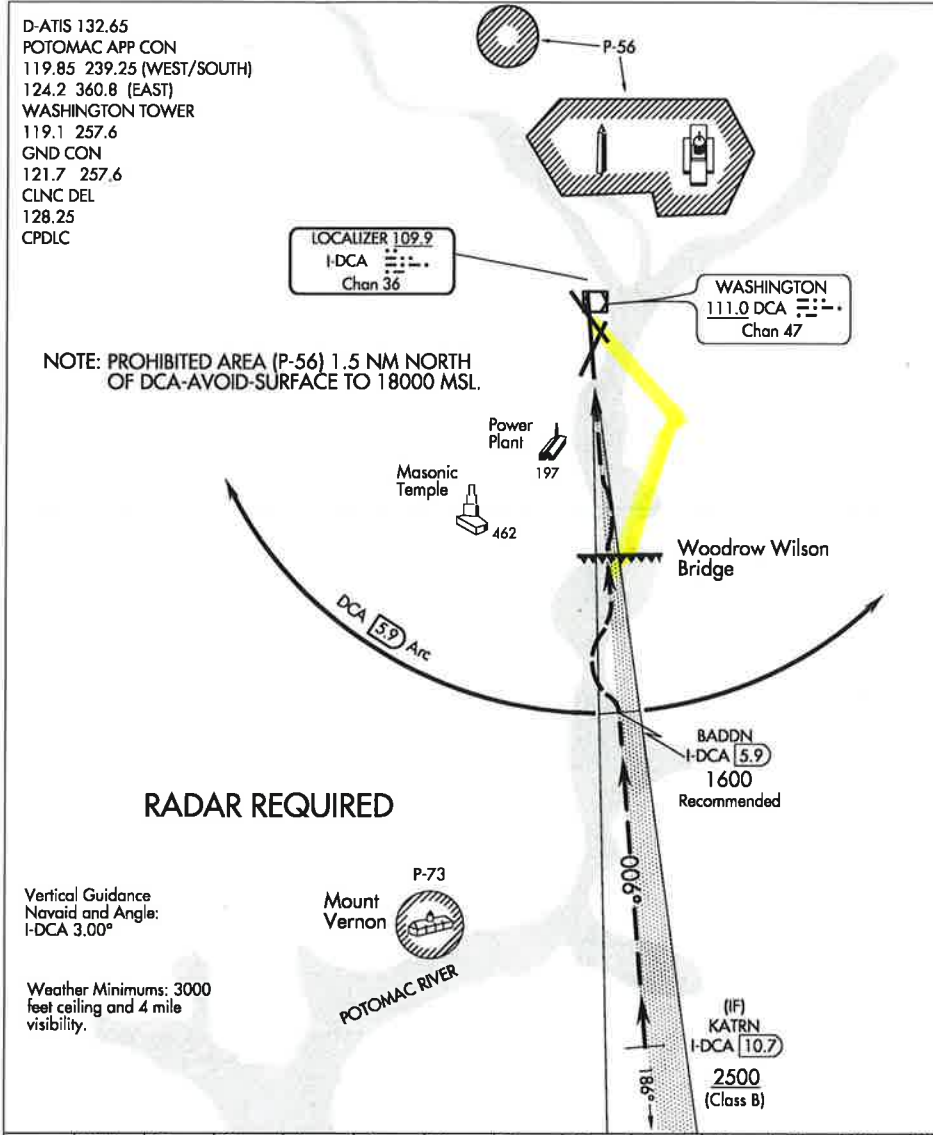 D-ATIS 132.65
POTOMAC APP CON
119.85 239.25 (WEST/SOUTH)
124.2 360.8 (EAST)
WASHINGTON TOWER
119.1 257.6
GND CON
121.7 257.6
CLNC DEL
128.25
CPDLC
P-56
LOCALIZER 109.9
I-DCA
Chan 36
WASHINGTON
111.0 DCA
Chan 47
NOTE: PROHIBITED AREA (P-56) 1.5 NM NORTH
OF DCA-AVOID-SURFACE TO 18000 MSL.
Power
Plant
197
Masonic
Temple
462
Woodrow Wilson
Bridge
DCA 5.9 Arc
BADDN
I-DCA 5.9
1600
Recommended
RADAR REQUIRED
006°
P-73
Mount
Vernon
POTOMAC RIVER
Vertical Guidance
Navaid and Angle:
I-DCA 3.00°
Weather Minimums: 3000
feet ceiling and 4 mile
visibility.
(IF)
KATRN
I-DCA 10.7
2500
(Class B)
186°